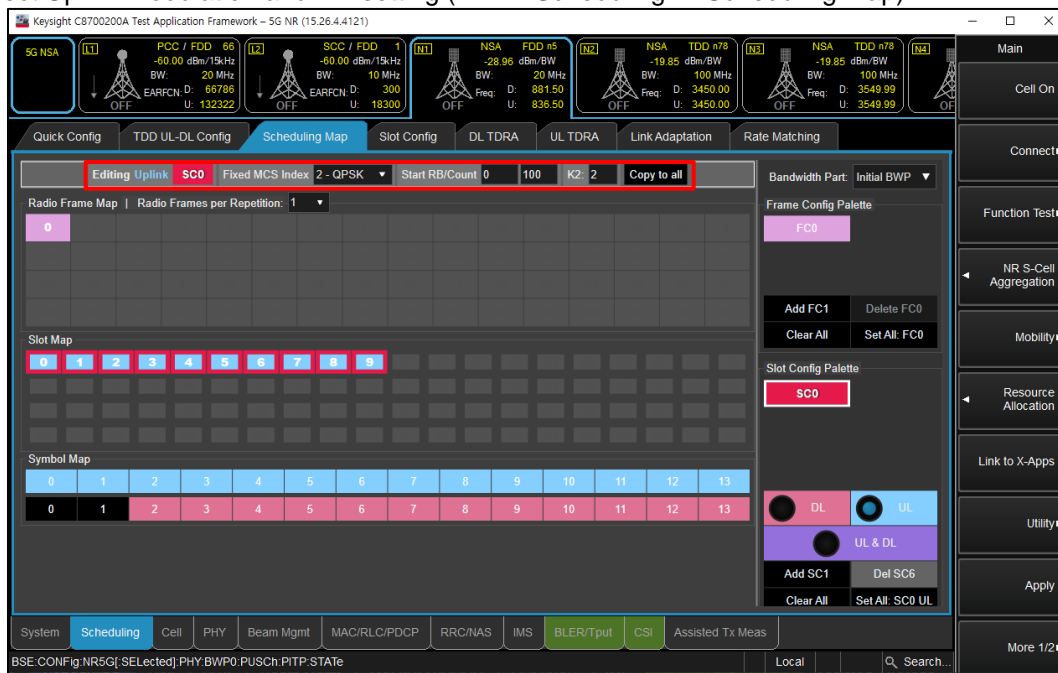 Keysight C8700200A Test Application Framework – 5G NR (15.26.4.4121)
5G NSA
L1 PCC / FDD 66
-60.00 dBm/15kHz
BW: 20 MHz
EARFCN: D: 66786
U: 132322
OFF
L2 SCC / FDD 1
-60.00 dBm/15kHz
BW: 10 MHz
EARFCN: D: 300
U: 18300
OFF
N1 NSA FDD n5
-28.96 dBm/BW
BW: 20 MHz
Freq: D: 881.50
U: 836.50
OFF
N2 NSA TDD n78
-19.85 dBm/BW
BW: 100 MHz
Freq: D: 3450.00
U: 3450.00
OFF
N3 NSA TDD n78
-19.85 dBm/BW
BW: 100 MHz
Freq: D: 3549.99
U: 3549.99
OFF
N4
Quick Config TDD UL-DL Config Scheduling Map Slot Config DL TDRA UL TDRA Link Adaptation Rate Matching
Editing Uplink SC0 Fixed MCS Index 2 - QPSK Start RB/Count 0 100 K2: 2 Copy to all
Radio Frame Map | Radio Frames per Repetition: 1
0
Slot Map
0 1 2 3 4 5 6 7 8 9
Symbol Map
0 1 2 3 4 5 6 7 8 9 10 11 12 13
0 1 2 3 4 5 6 7 8 9 10 11 12 13
Bandwidth Part: Initial BWP
Frame Config Palette
FC0
Add FC1 Delete FC0
Clear All Set All: FC0
Slot Config Palette
SC0
DL UL
UL & DL
Add SC1 Del SC6
Clear All Set All: SC0 UL
Main
Cell On
Connect
Function Test
NR S-Cell
Aggregation
Mobility
Resource
Allocation
Link to X-Apps
Utility
Apply
More 1/2
System Scheduling Cell PHY Beam Mgmt MAC/RLC/PDCP RRC/NAS IMS BLER/Tput CSI Assisted Tx Meas
BSE:CONFig:NR5G[:SELected]:PHY:BWP0:PUSCh:PITP:STATe Local Search...